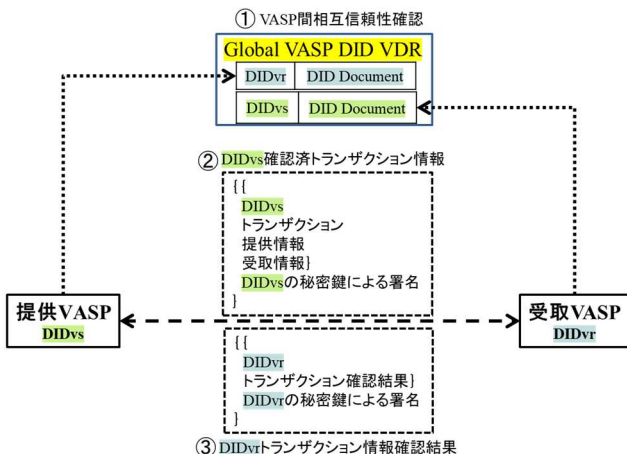 ① VASP間相互信頼性確認
Global VASP DID VDR
DIDvr DID Document
DIDvs DID Document
② DIDvs確認済トランザクション情報
{{
DIDvs
トランザクション
提供情報
受取情報}
DIDvsの秘密鍵による署名
}
提供VASP
DIDvs
受取VASP
DIDvr
{{
DIDvr
トランザクション確認結果}
DIDvrの秘密鍵による署名
}
③ DIDvrトランザクション情報確認結果